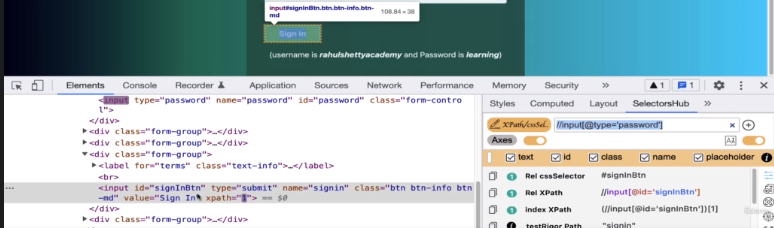 input#signInBtn.btn.btn-info.btn-md
108.84 × 38
Sign In
(username is rahulshettyacademy and Password is learning)
Elements
Console
Recorder
Application
Sources
Network
Performance
Memory
Security
»
1
1
<input type="password" name="password" id="password" class="form-contro
l">
</div>
<div class="form-group">…</div>
<div class="form-group">…</div>
<div class="form-group">
<label for="terms" class="text-info">…</label>
<br>
<input id="signInBtn" type="submit" name="signin" class="btn btn-info btn
-md" value="Sign In" xpath="1"> == $0
</div>
<div class="form-group">…</div>
Styles
Computed
Layout
SelectorsHub
»
XPath/cssSel..
//input[@type='password']
Axes
text
id
class
name
placeholder
1 Rel cssSelector #signInBtn
1 Rel XPath //input[@id='signInBtn']
1 index XPath (//input[@id='signInBtn'])[1]
testRigor Path "signin"